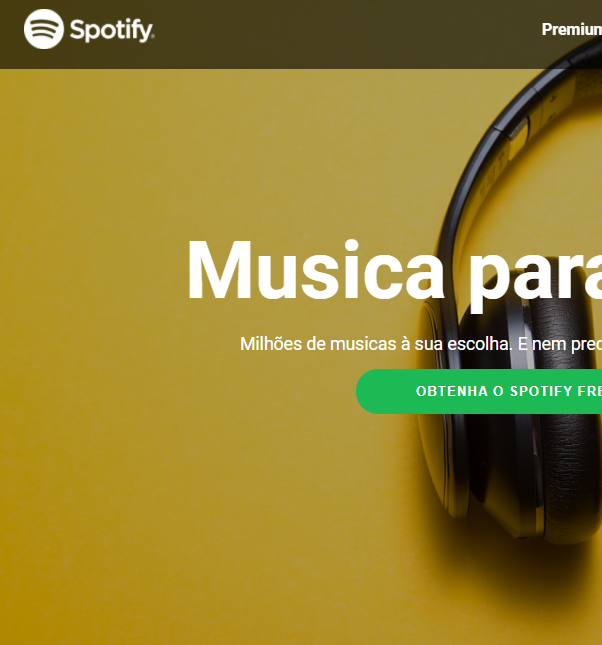 Spotify
Premium
Musica para
Milhões de musicas à sua escolha. E nem prec
OBTENHA O SPOTIFY FRE